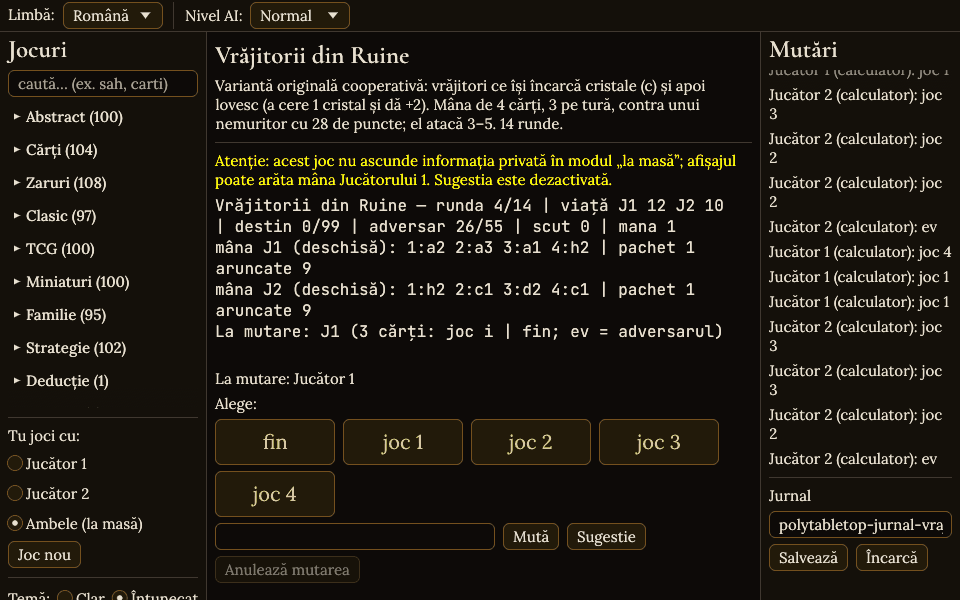 Limbă: Română ▼ Nivel AI: Normal ▼
Jocuri
caută... (ex. sah, carti)
▸ Abstract (100)
▸ Cărți (104)
▸ Zaruri (108)
▸ Clasic (97)
▸ TCG (100)
▸ Miniaturi (100)
▸ Familie (95)
▸ Strategie (102)
▸ Deducție (1)
Tu joci cu:
Jucător 1
Jucător 2
Ambele (la masă)
Joc nou
Temă: Clar Întunecat
Vrăjitorii din Ruine
Variantă originală cooperativă: vrăjitori ce își încarcă cristale (c) și apoi
lovesc (a cere 1 cristal și dă +2). Mâna de 4 cărți, 3 pe tură, contra unui
nemuritor cu 28 de puncte; el atacă 3–5. 14 runde.
Atenție: acest joc nu ascunde informația privată în modul „la masă”; afișajul
poate arăta mâna Jucătorului 1. Sugestia este dezactivată.
Vrăjitorii din Ruine — runda 4/14 | viață J1 12 J2 10
| destin 0/99 | adversar 26/55 | scut 0 | mana 1
mâna J1 (deschisă): 1:a2 2:a3 3:a1 4:h2 | pachet 1
aruncate 9
mâna J2 (deschisă): 1:h2 2:c1 3:d2 4:c1 | pachet 1
aruncate 9
La mutare: J1 (3 cărți: joc i | fin; ev = adversarul)
La mutare: Jucător 1
Alege:
fin joc 1 joc 2 joc 3
joc 4
Mută Sugestie
Anulează mutarea
Mutări
Jucător 1 (calculator): joc 1
Jucător 2 (calculator): joc
3
Jucător 2 (calculator): joc
2
Jucător 2 (calculator): joc
2
Jucător 2 (calculator): ev
Jucător 1 (calculator): joc 4
Jucător 1 (calculator): joc 1
Jucător 1 (calculator): joc 1
Jucător 2 (calculator): joc
3
Jucător 2 (calculator): joc
3
Jucător 2 (calculator): joc
2
Jucător 2 (calculator): ev
Jurnal
polytabletop-jurnal-vra
Salvează Încarcă